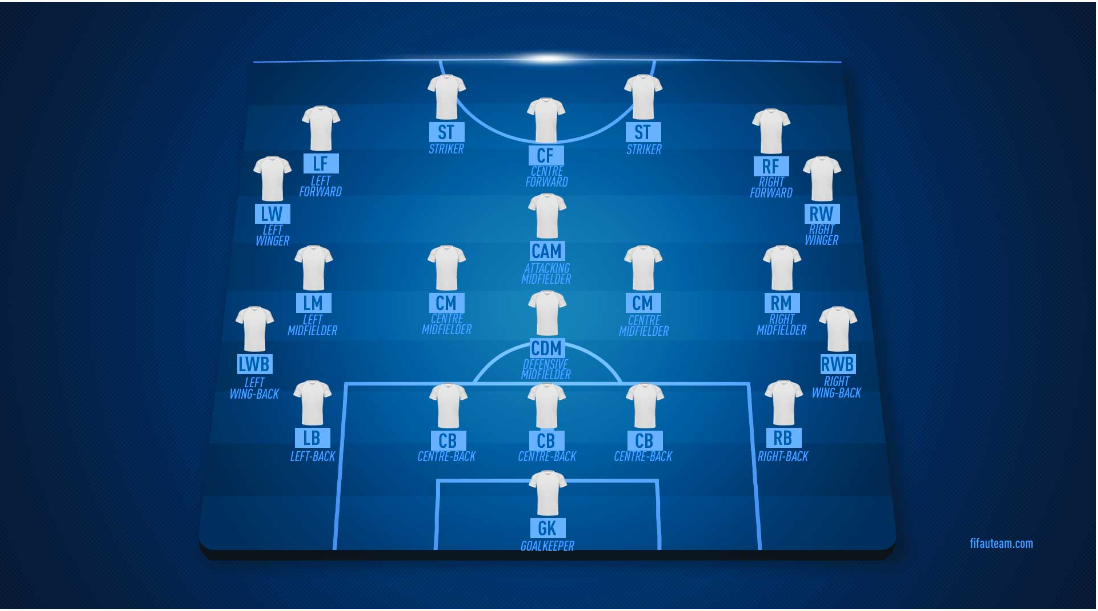 ST
STRIKER
ST
STRIKER
CF
CENTRE
FORWARD
LF
LEFT
FORWARD
RF
RIGHT
FORWARD
LW
LEFT
WINGER
RW
RIGHT
WINGER
CAM
ATTACKING
MIDFIELDER
LM
LEFT
MIDFIELDER
CM
CENTRE
MIDFIELDER
CM
CENTRE
MIDFIELDER
RM
RIGHT
MIDFIELDER
CDM
DEFENSIVE
MIDFIELDER
LWB
LEFT
WING-BACK
RWB
RIGHT
WING-BACK
LB
LEFT-BACK
CB
CENTRE-BACK
CB
CENTRE-BACK
CB
CENTRE-BACK
RB
RIGHT-BACK
GK
GOALKEEPER
fifauteam.com